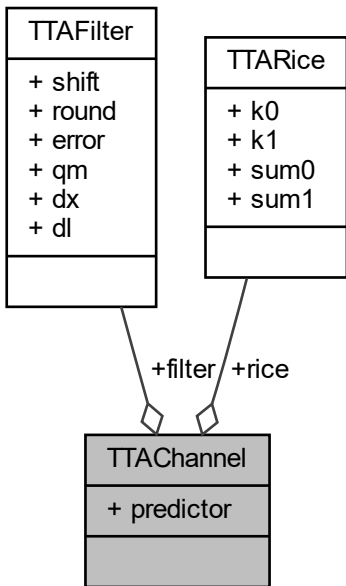 TTAFilter
+ shift
+ round
+ error
+ qm
+ dx
+ dl
TTARice
+ k0
+ k1
+ sum0
+ sum1
+filter
+rice
TTAChannel
+ predictor